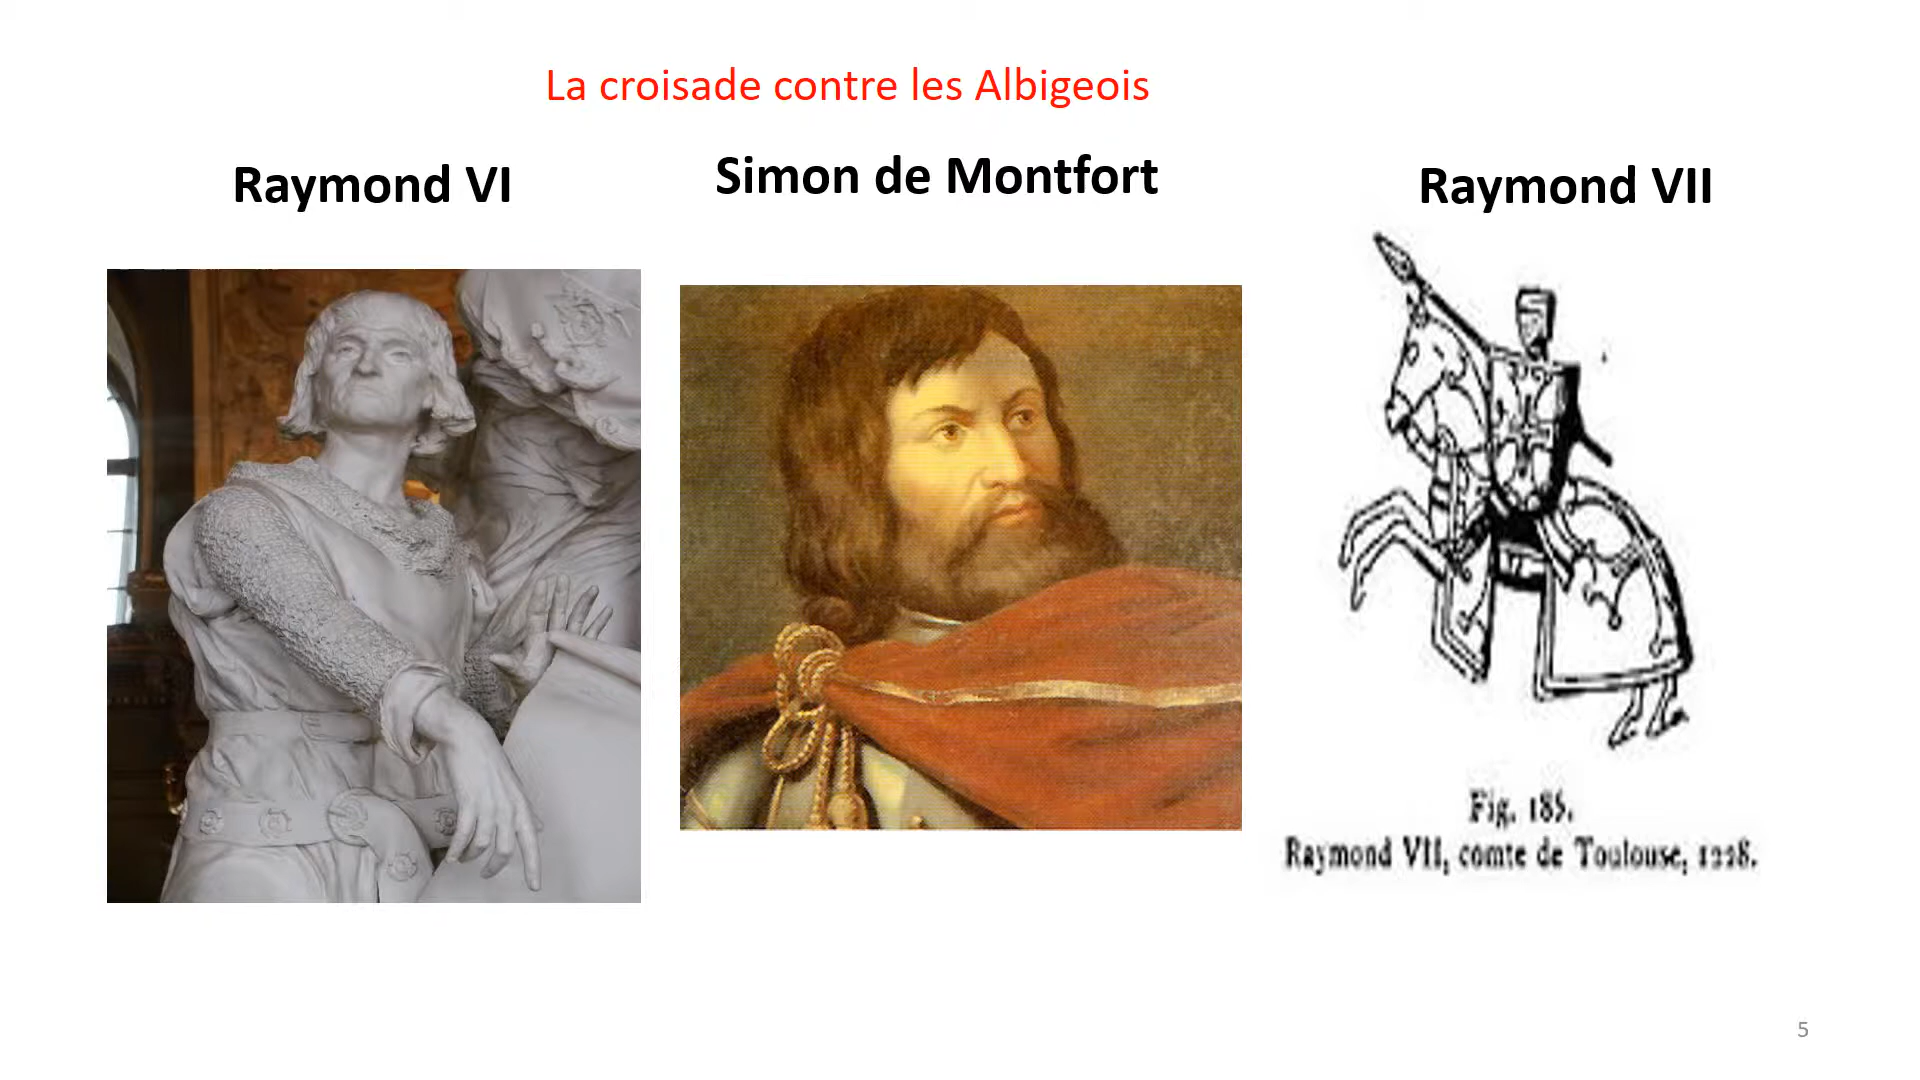 La croisade contre les Albigeois
Raymond VI
Simon de Montfort
Raymond VII
Fig. 185.
Raymond VII, comte de Toulouse, 1228.
5